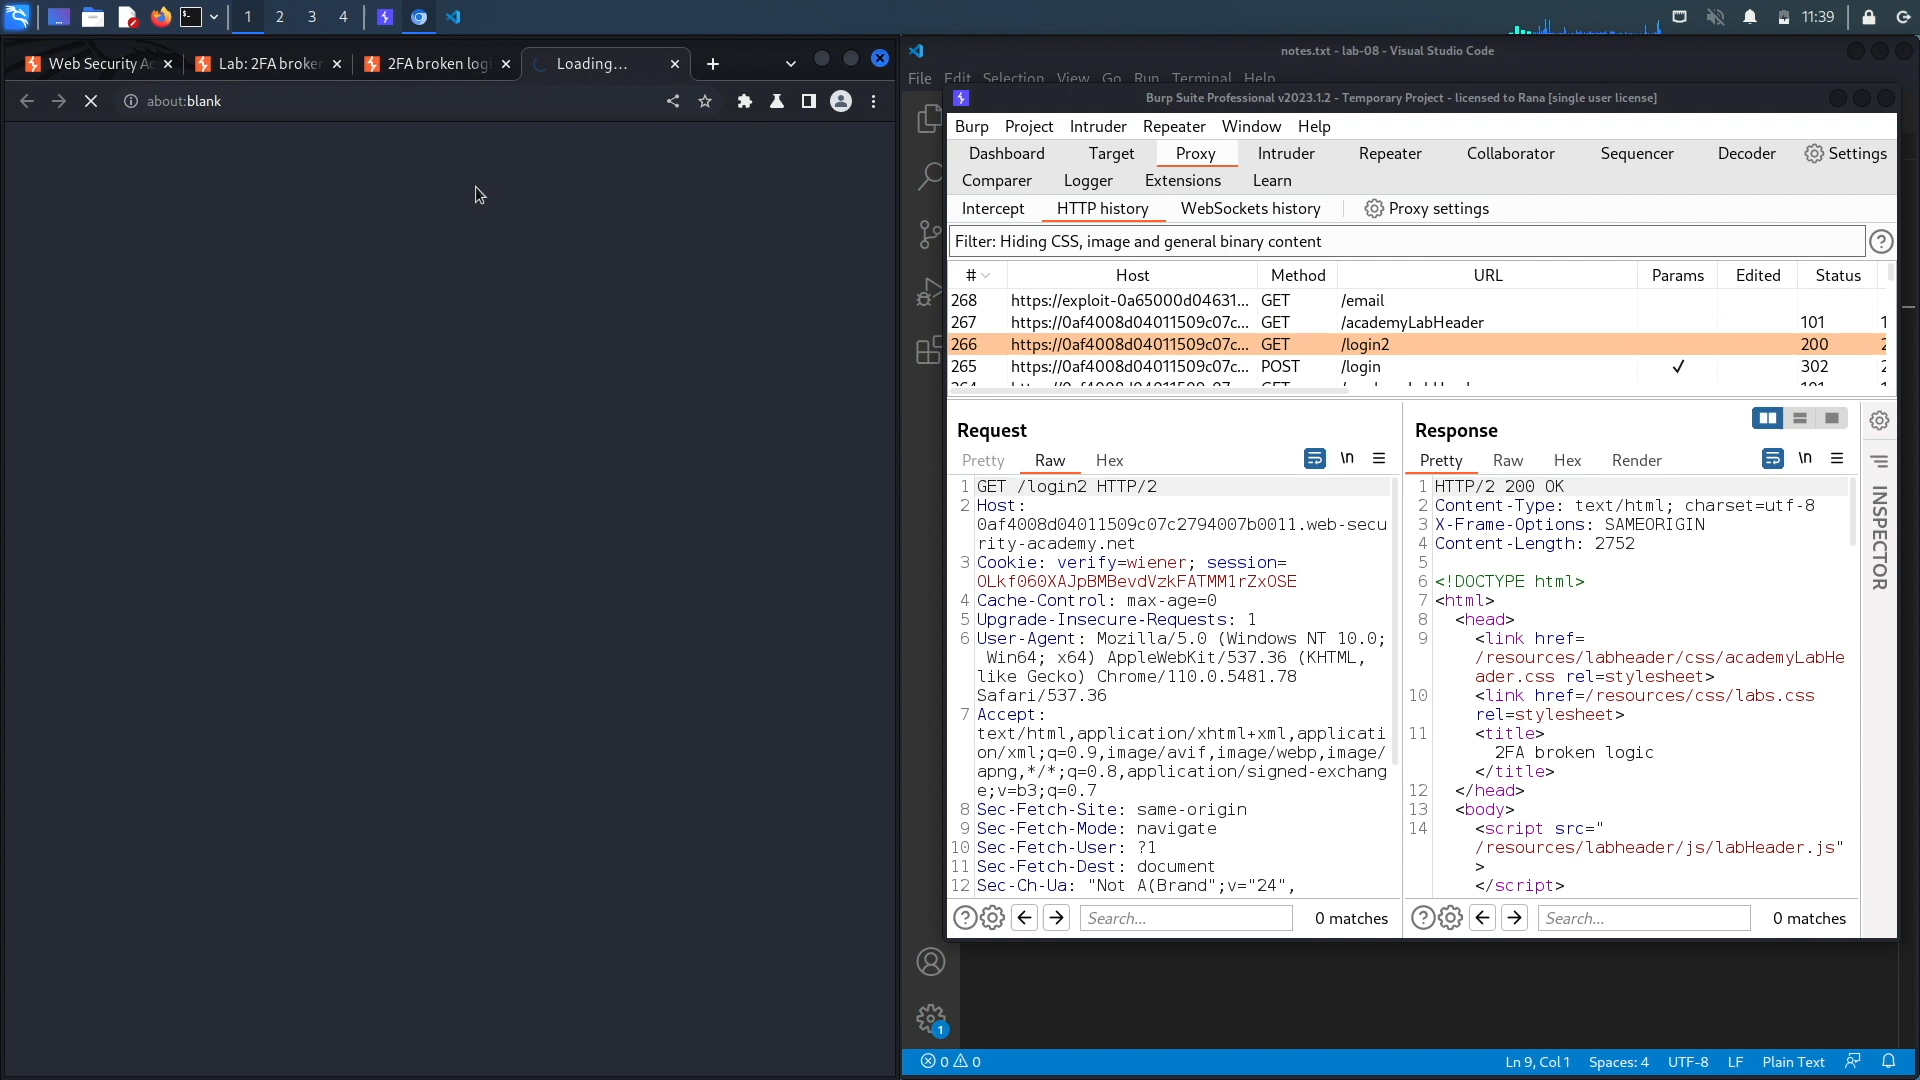 1 2 3 4
11:39
Web Security Ac
Lab: 2FA broken
2FA broken logi
Loading...
about:blank
notes.txt - lab-08 - Visual Studio Code
File Edit Selection View Go Run Terminal Help
Burp Suite Professional v2023.1.2 - Temporary Project - licensed to Rana [single user license]
Burp Project Intruder Repeater Window Help
Dashboard Target Proxy Intruder Repeater Collaborator Sequencer Decoder Settings
Comparer Logger Extensions Learn
Intercept HTTP history WebSockets history Proxy settings
Filter: Hiding CSS, image and general binary content
# Host Method URL Params Edited Status
268 https://exploit-0a65000d04631... GET /email
267 https://0af4008d04011509c07c... GET /academyLabHeader 101
266 https://0af4008d04011509c07c... GET /login2 200
265 https://0af4008d04011509c07c... POST /login ✓ 302
Request
Pretty Raw Hex \n
1 GET /login2 HTTP/2
2 Host:
0af4008d04011509c07c2794007b0011.web-secu
rity-academy.net
3 Cookie: verify=wiener; session=
OLkf060XAJpBMBevdVzkFATMM1rZxOSE
4 Cache-Control: max-age=0
5 Upgrade-Insecure-Requests: 1
6 User-Agent: Mozilla/5.0 (Windows NT 10.0;
Win64; x64) AppleWebKit/537.36 (KHTML,
like Gecko) Chrome/110.0.5481.78
Safari/537.36
7 Accept:
text/html,application/xhtml+xml,applicati
on/xml;q=0.9,image/avif,image/webp,image/
apng,*/*;q=0.8,application/signed-exchang
e;v=b3;q=0.7
8 Sec-Fetch-Site: same-origin
9 Sec-Fetch-Mode: navigate
10 Sec-Fetch-User: ?1
11 Sec-Fetch-Dest: document
12 Sec-Ch-Ua: "Not A(Brand";v="24",
Search... 0 matches
Response
Pretty Raw Hex Render \n
1 HTTP/2 200 OK
2 Content-Type: text/html; charset=utf-8
3 X-Frame-Options: SAMEORIGIN
4 Content-Length: 2752
5
6 <!DOCTYPE html>
7 <html>
8 <head>
9 <link href=
/resources/labheader/css/academyLabHe
ader.css rel=stylesheet>
10 <link href=/resources/css/labs.css
rel=stylesheet>
11 <title>
2FA broken logic
</title>
12 </head>
13 <body>
14 <script src="
/resources/labheader/js/labHeader.js"
>
</script>
Search... 0 matches
INSPECTOR
1
0 0
Ln 9, Col 1 Spaces: 4 UTF-8 LF Plain Text